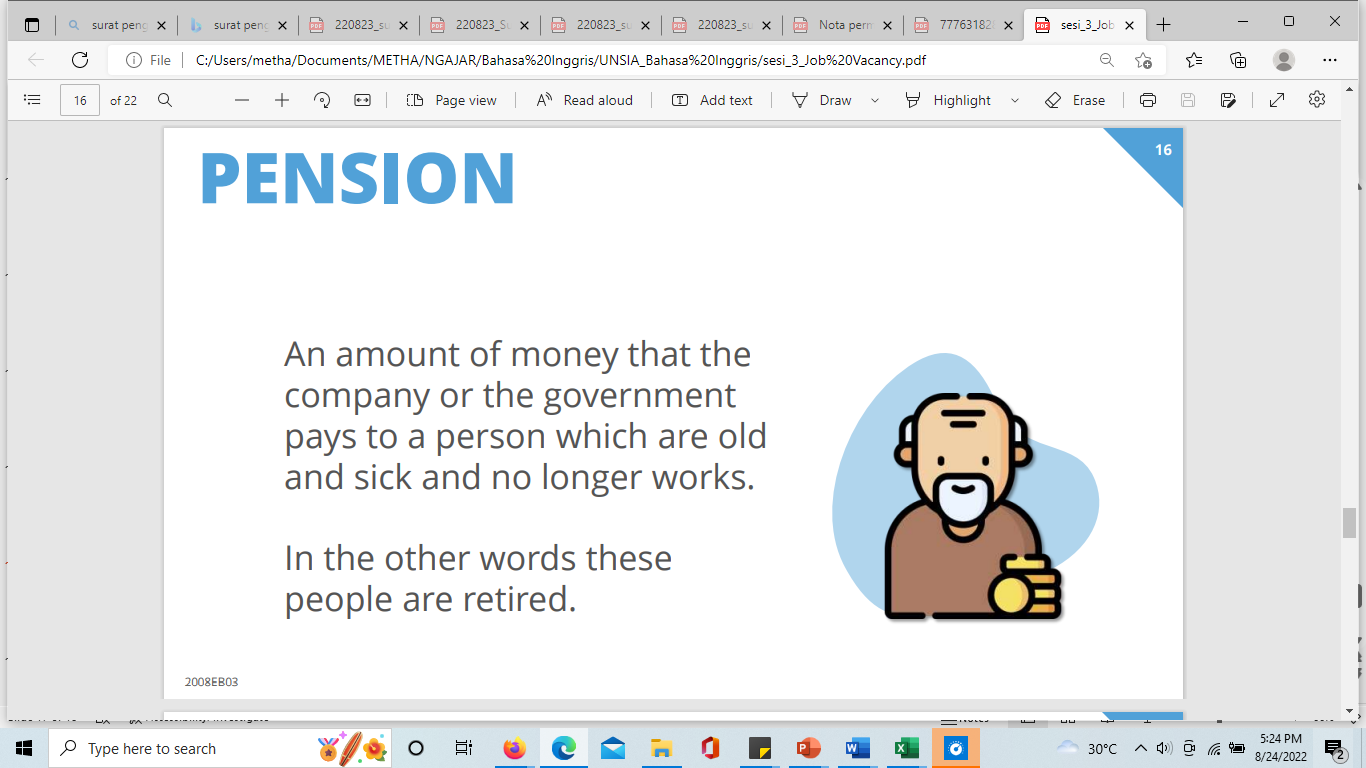 surat peng
surat peng
220823_su
220823_Su
220823_su
220823_su
Nota perm
77763182
sesi_3_Job
File
C:/Users/metha/Documents/METHA/NGAJAR/Bahasa%20Inggris/UNSIA_Bahasa%20Inggris/sesi_3_Job%20Vacancy.pdf
16
of 22
Page view
Read aloud
Add text
Draw
Highlight
Erase
PENSION
16
An amount of money that the
company or the government
pays to a person which are old
and sick and no longer works.
In the other words these
people are retired.
2008EB03
Type here to search
30°C
5:24 PM
8/24/2022
2